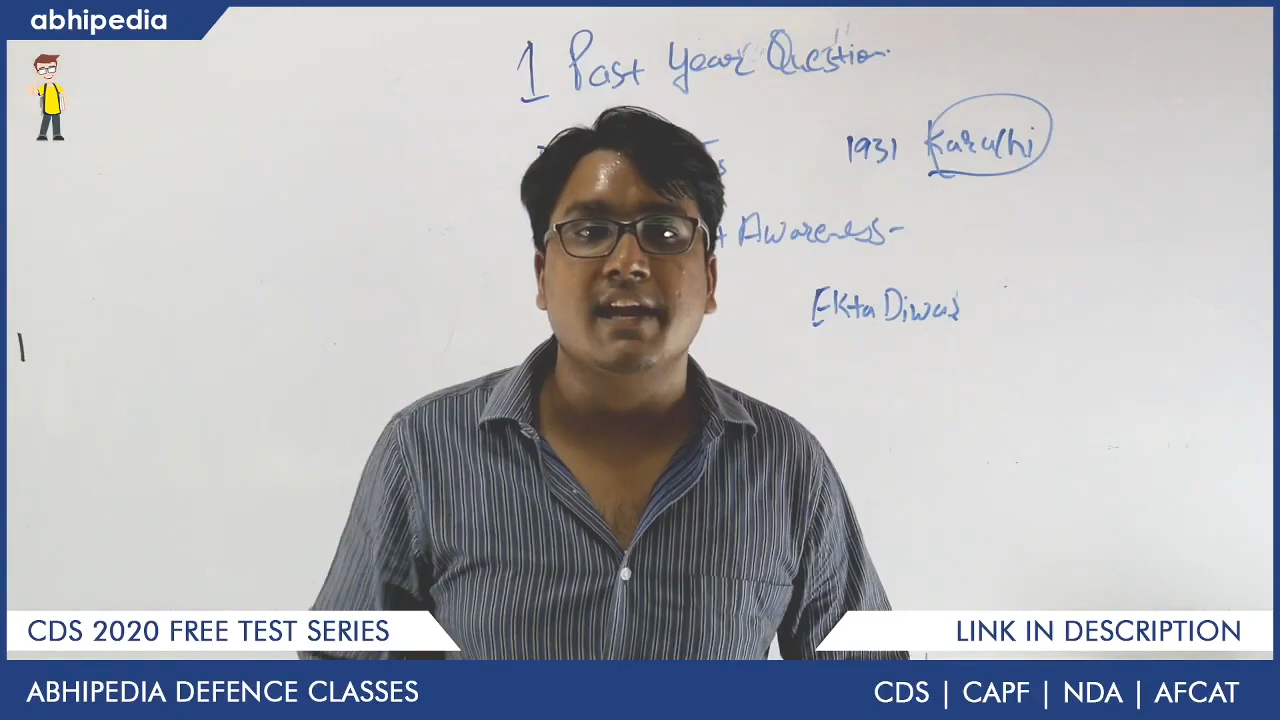 abhipedia
1 Past Year Question
1931 Karachi
Awareness-
Ekta Diwas
CDS 2020 FREE TEST SERIES
LINK IN DESCRIPTION
ABHIPEDIA DEFENCE CLASSES
CDS | CAPF | NDA | AFCAT